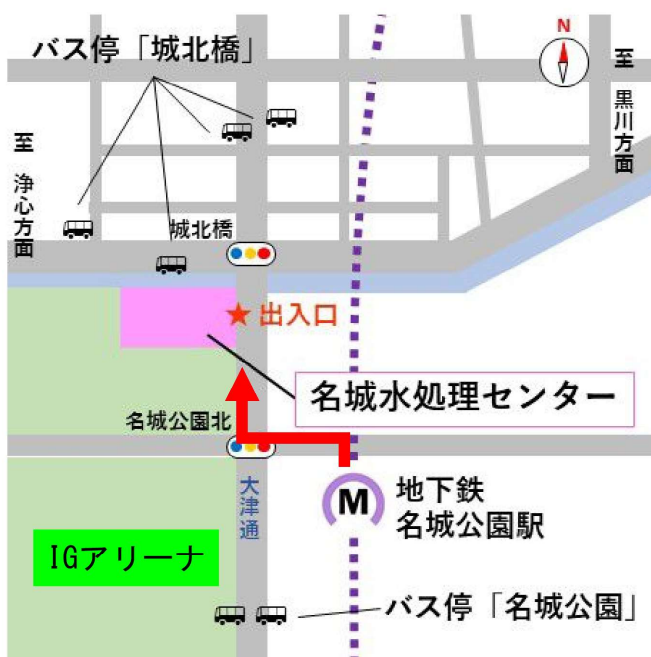 バス停「城北橋」
N
至
黒川方面
至
浄心方面
城北橋
★出入口
名城水処理センター
名城公園北
大津通
M
地下鉄
名城公園駅
IGアリーナ
バス停「名城公園」